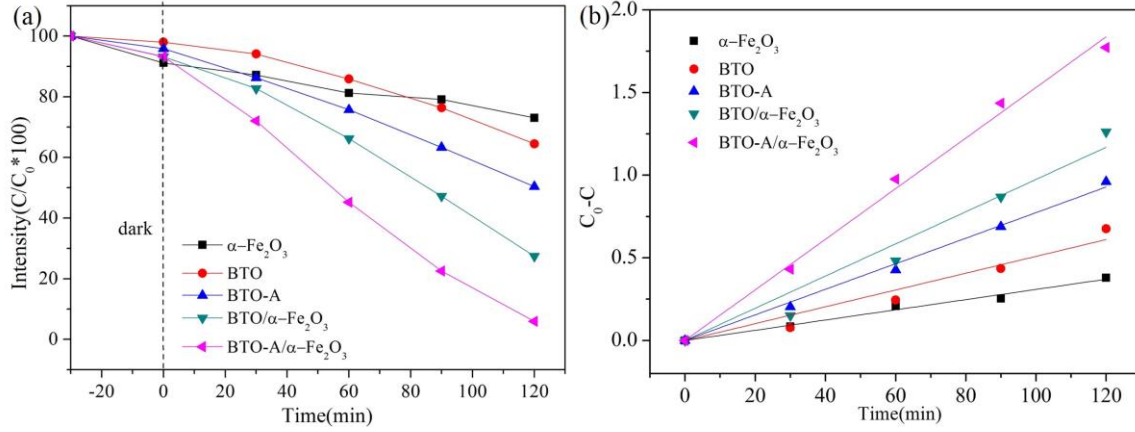 (a)
Intensity(C/C₀*100)
100
80
60
40
20
0
dark
α−Fe₂O₃
BTO
BTO-A
BTO/α−Fe₂O₃
BTO-A/α−Fe₂O₃
-20 0 20 40 60 80 100 120
Time(min)
(b)
C₀-C
2.0
1.5
1.0
0.5
0.0
α−Fe₂O₃
BTO
BTO-A
BTO/α−Fe₂O₃
BTO-A/α−Fe₂O₃
0 20 40 60 80 100 120
Time(min)